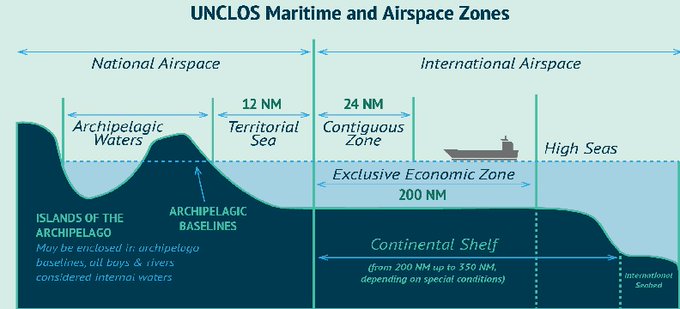 UNCLOS Maritime and Airspace Zones
National Airspace
International Airspace
12 NM
24 NM
Archipelagic
Waters
Territorial
Sea
Contiguous
Zone
High Seas
Exclusive Economic Zone
200 NM
ISLANDS OF THE
ARCHIPELAGO
May be enclosed in archipelago
baselines, all bays & rivers
considered internal waters
ARCHIPELAGIC
BASELINES
Continental Shelf
(from 200 NM up to 350 NM,
depending on special conditions)
International
Seabed